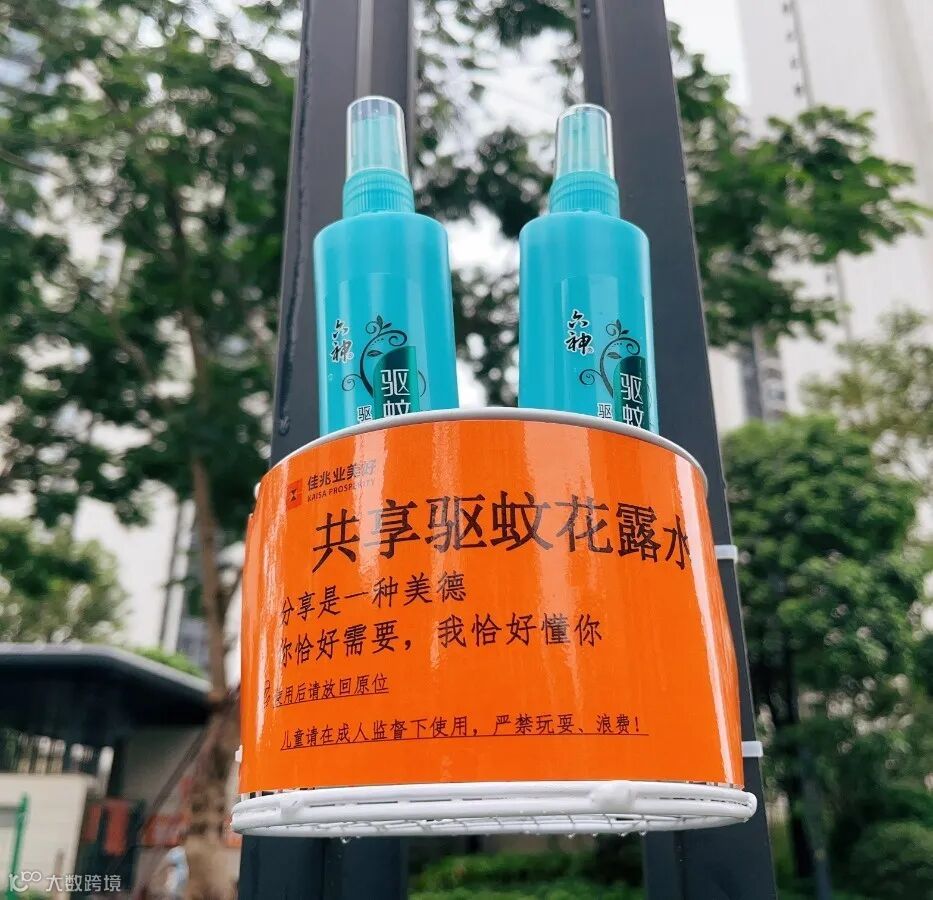 六神
驱蚊
驱
六神
驱蚊
驱
佳兆业美好
KAISA PROSPERITY
共享驱蚊花露水
分享是一种美德
你恰好需要，我恰好懂你
使用后请放回原位
儿童请在成人监督下使用，严禁玩耍、浪费！
大数跨境